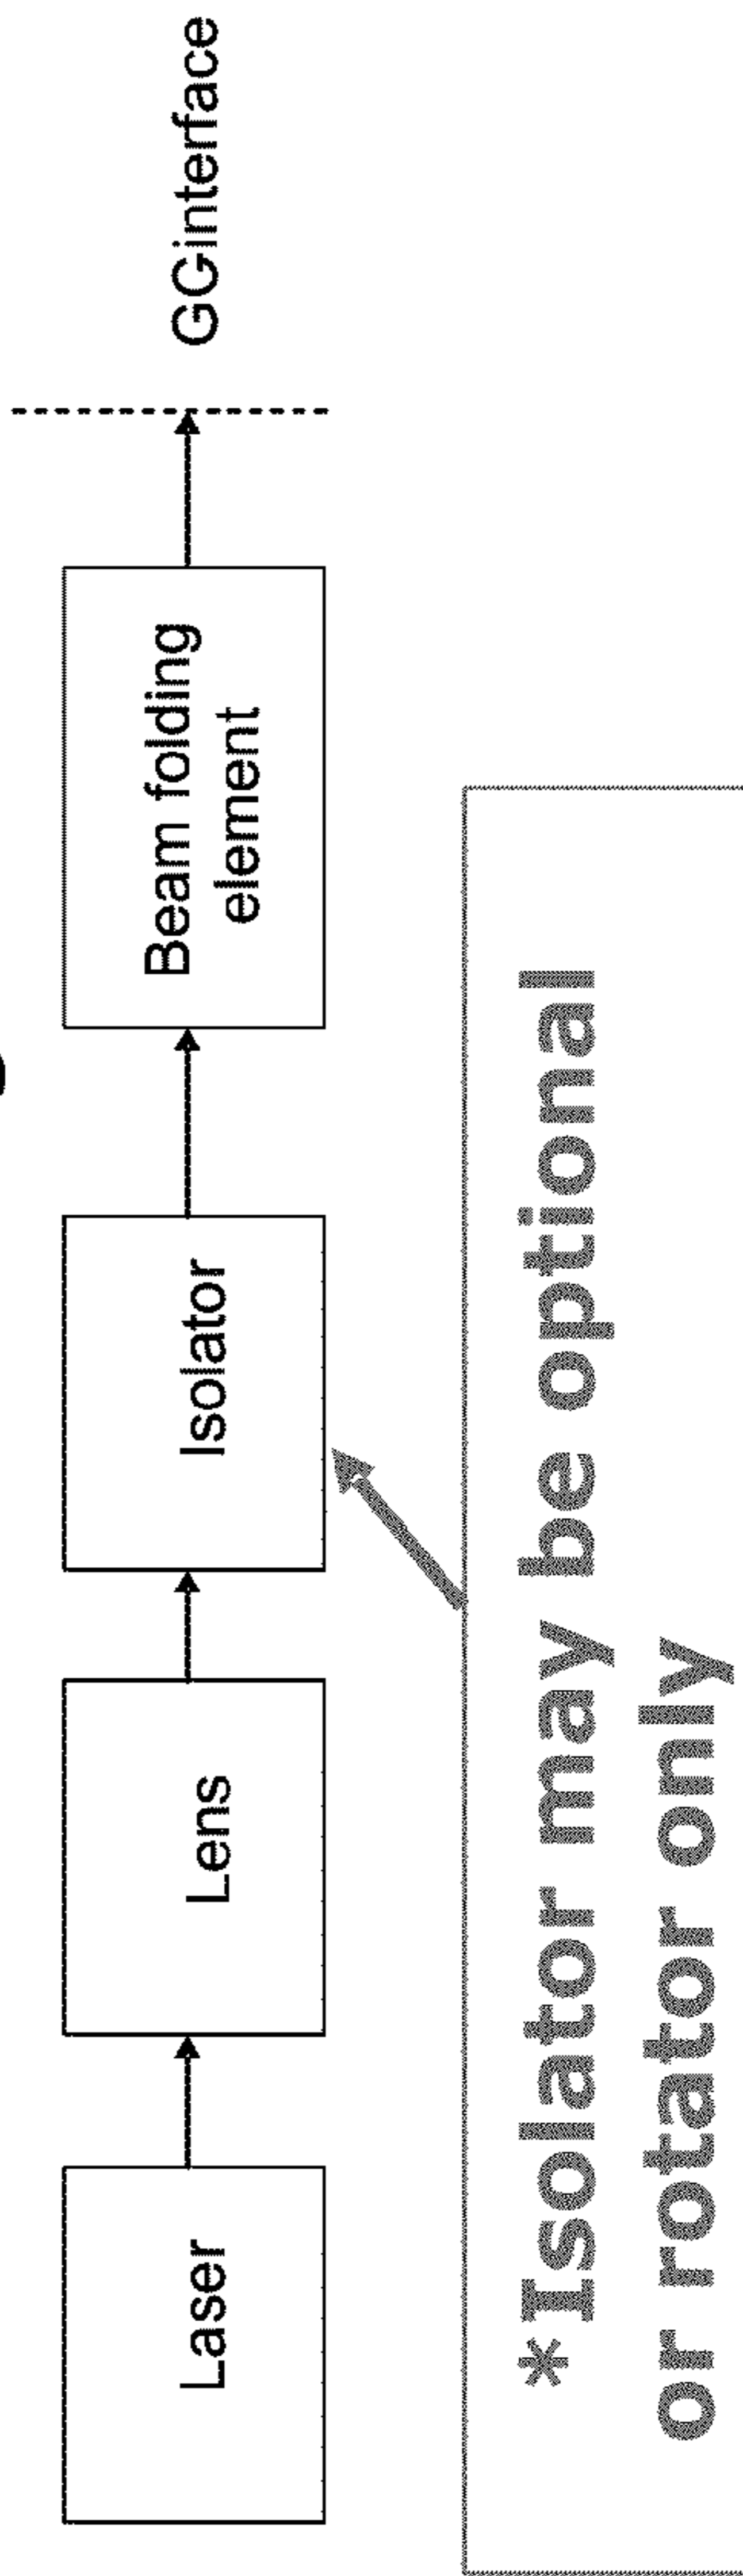 Laser
Lens
Isolator
Beam folding
element
GGinterface
*Isolator may be optional
or rotator only